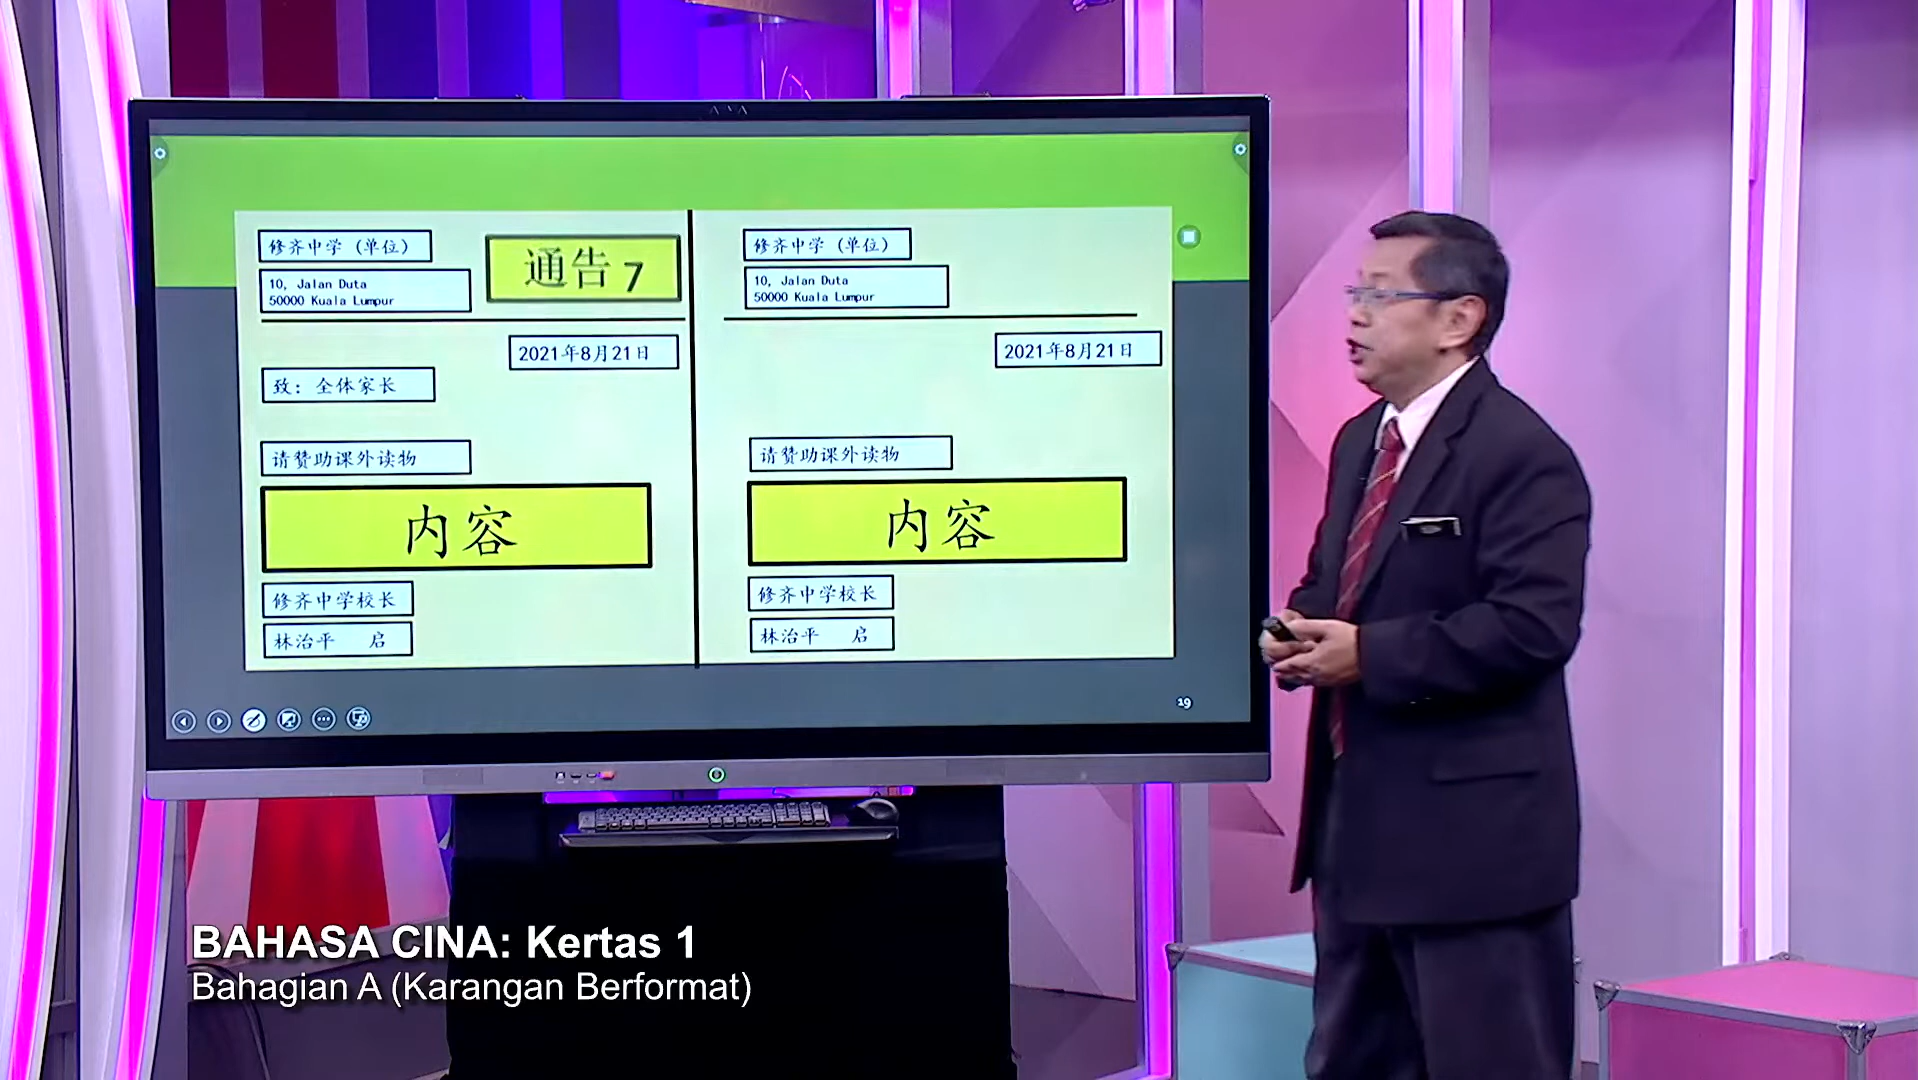 修齐中学（单位）
10, Jalan Duta
50000 Kuala Lumpur
通告7
2021年8月21日
致：全体家长
请赞助课外读物
内容
修齐中学校长
林治平 启
修齐中学（单位）
10, Jalan Duta
50000 Kuala Lumpur
2021年8月21日
请赞助课外读物
内容
修齐中学校长
林治平 启
19
BAHASA CINA: Kertas 1
Bahagian A (Karangan Berformat)